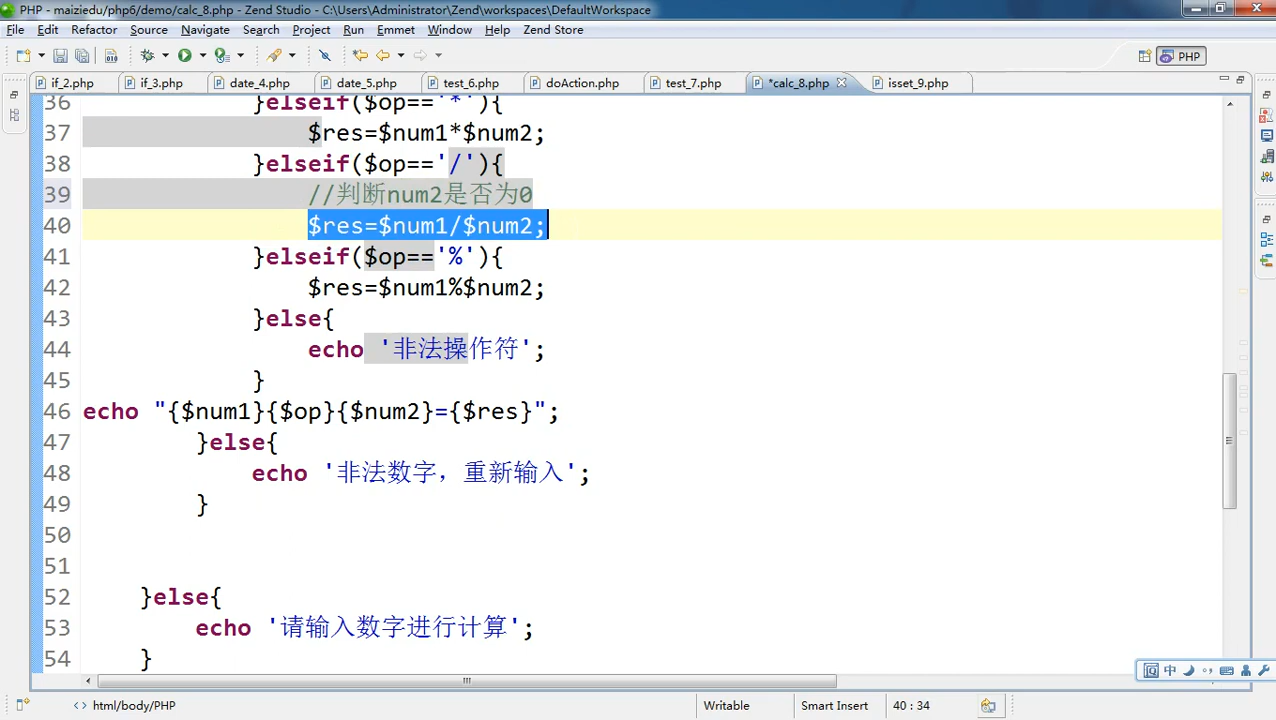 PHP - maiziedu/php6/demo/calc_8.php - Zend Studio - C:\Users\Administrator\Zend\workspaces\DefaultWorkspace
File Edit Refactor Source Navigate Search Project Run Emmet Window Help Zend Store
PHP
if_2.php if_3.php date_4.php date_5.php test_6.php doAction.php test_7.php *calc_8.php isset_9.php
36 }elseif($op=='*'){
37 $res=$num1*$num2;
38 }elseif($op=='/'){
39 //判断num2是否为0
40 $res=$num1/$num2;
41 }elseif($op=='%'){
42 $res=$num1%$num2;
43 }else{
44 echo '非法操作符';
45 }
46 echo "{$num1}{$op}{$num2}={$res}";
47 }else{
48 echo '非法数字，重新输入';
49 }
50
51
52 }else{
53 echo '请输入数字进行计算';
54 }
中
<> html/body/PHP Writable Smart Insert 40 : 34